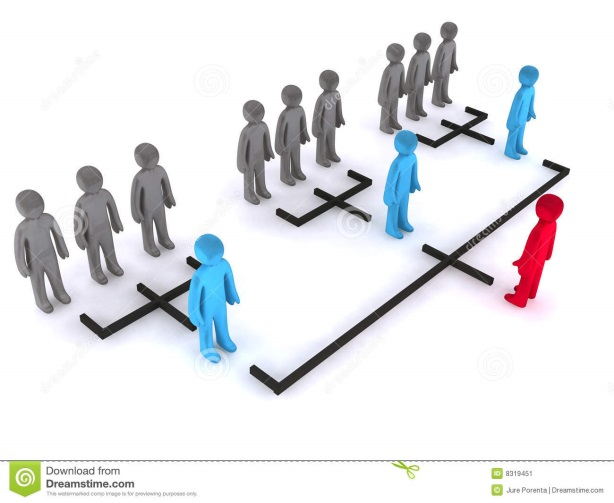 Download from
Dreamstime.com
This watermarked comp image is for previewing purposes only.
8319451
Jure Porenta | Dreamstime.com